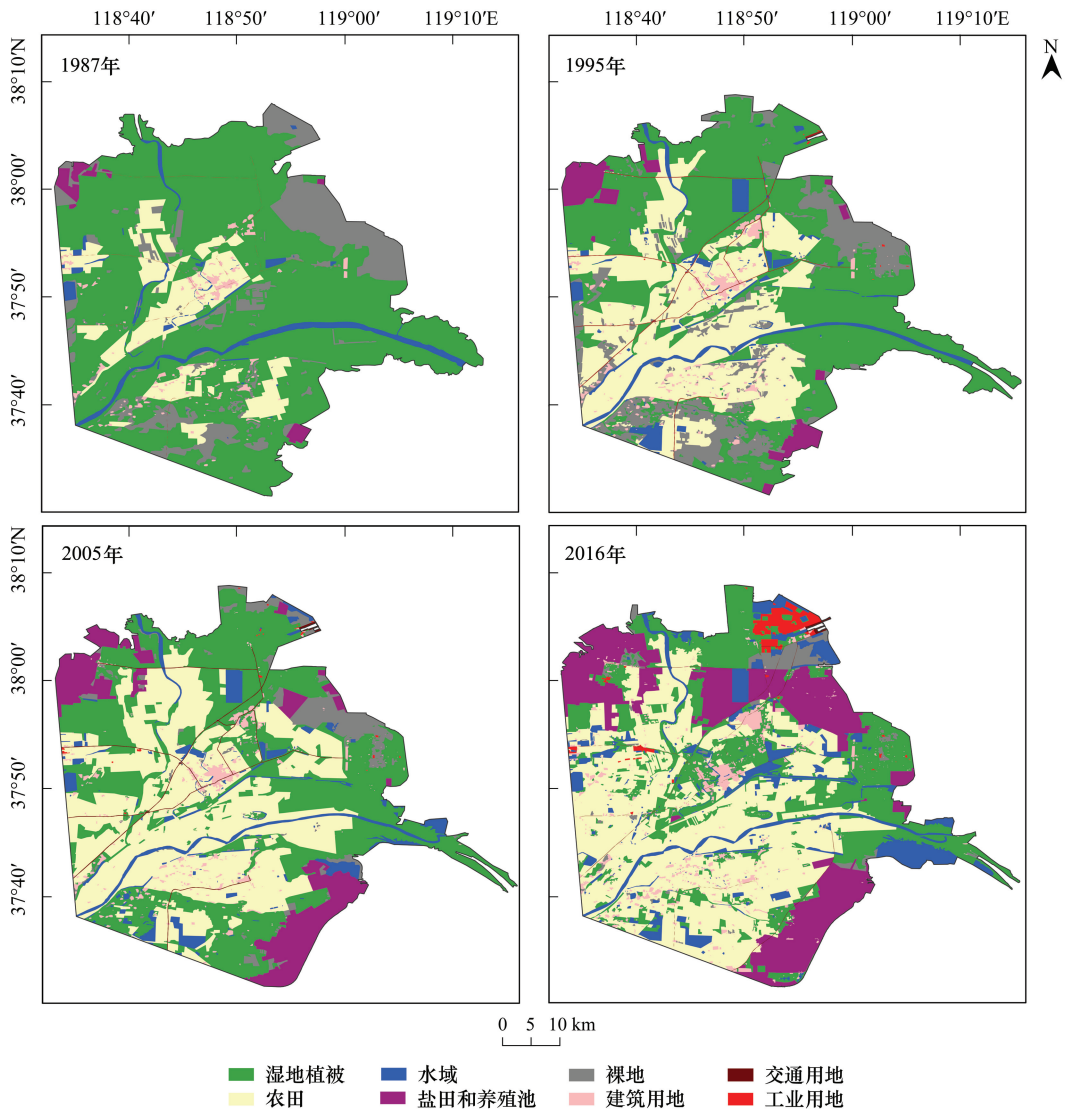 118°40′ 118°50′ 119°00′ 119°10′E 118°40′ 118°50′ 119°00′ 119°10′E
N
38°10′N
38°00′
37°50′
37°40′
1987年
1995年
38°10′N
38°00′
37°50′
37°40′
2005年
2016年
0 5 10 km
湿地植被 水域 裸地 交通用地
农田 盐田和养殖池 建筑用地 工业用地